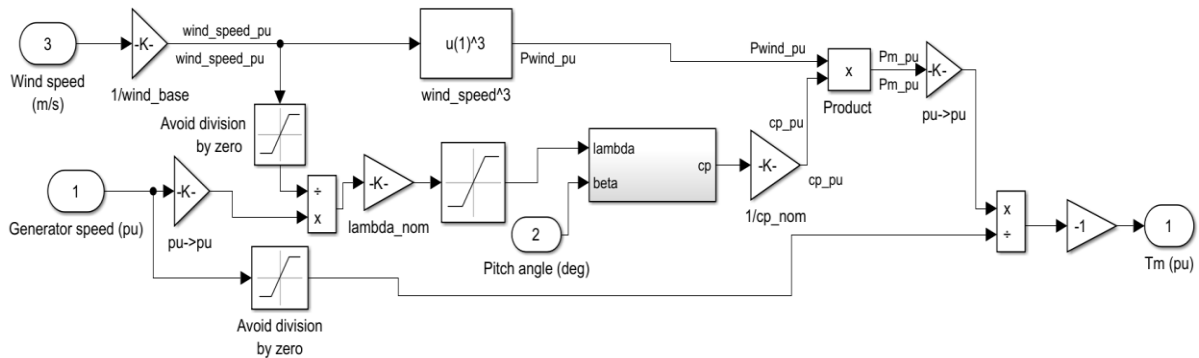 3
Wind speed
(m/s)
-K-
1/wind_base
wind_speed_pu
wind_speed_pu
u(1)^3
wind_speed^3
Pwind_pu
Pwind_pu
x
Product
Pm_pu
Pm_pu
-K-
pu->pu
Avoid division
by zero
1
Generator speed (pu)
-K-
pu->pu
÷
x
-K-
lambda_nom
lambda
beta
cp
2
Pitch angle (deg)
-K-
1/cp_nom
cp_pu
cp_pu
Avoid division
by zero
x
÷
-1
1
Tm (pu)